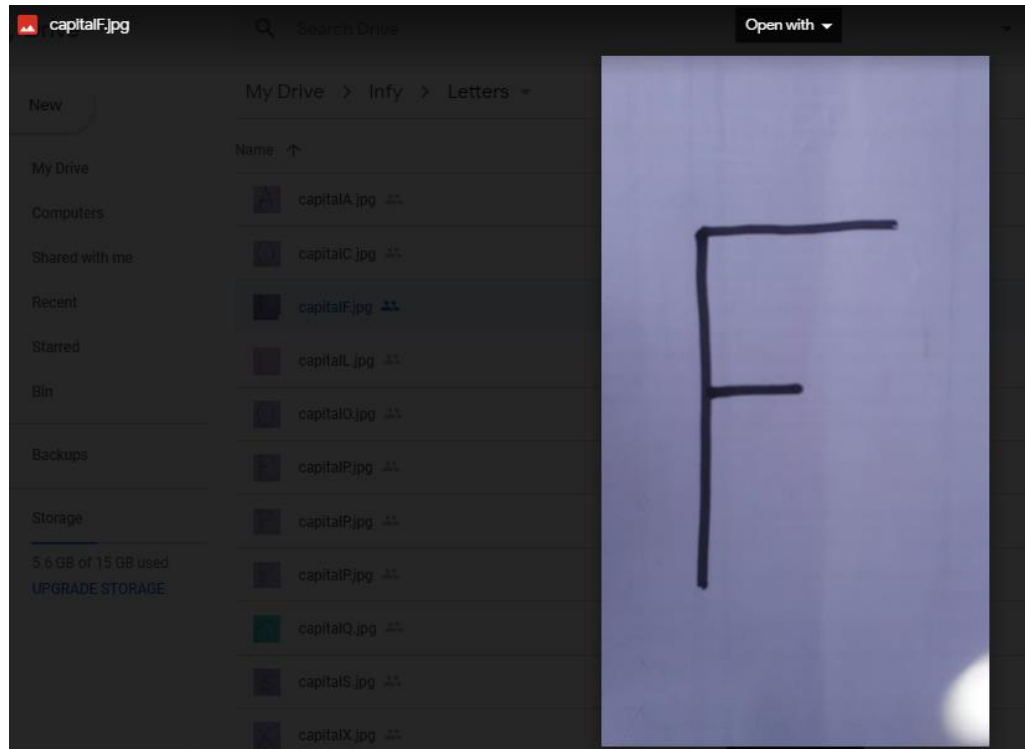 capitalF.jpg
Search Drive
Open with
New
My Drive > Infy > Letters
Name
My Drive
Computers
Shared with me
Recent
Starred
Bin
Backups
Storage
5.6 GB of 15 GB used
UPGRADE STORAGE
capitalA.jpg
capitalC.jpg
capitalF.jpg
capitalL.jpg
capitalO.jpg
capitalP.jpg
capitalP.jpg
capitalP.jpg
capitalQ.jpg
capitalS.jpg
capitalX.jpg
F